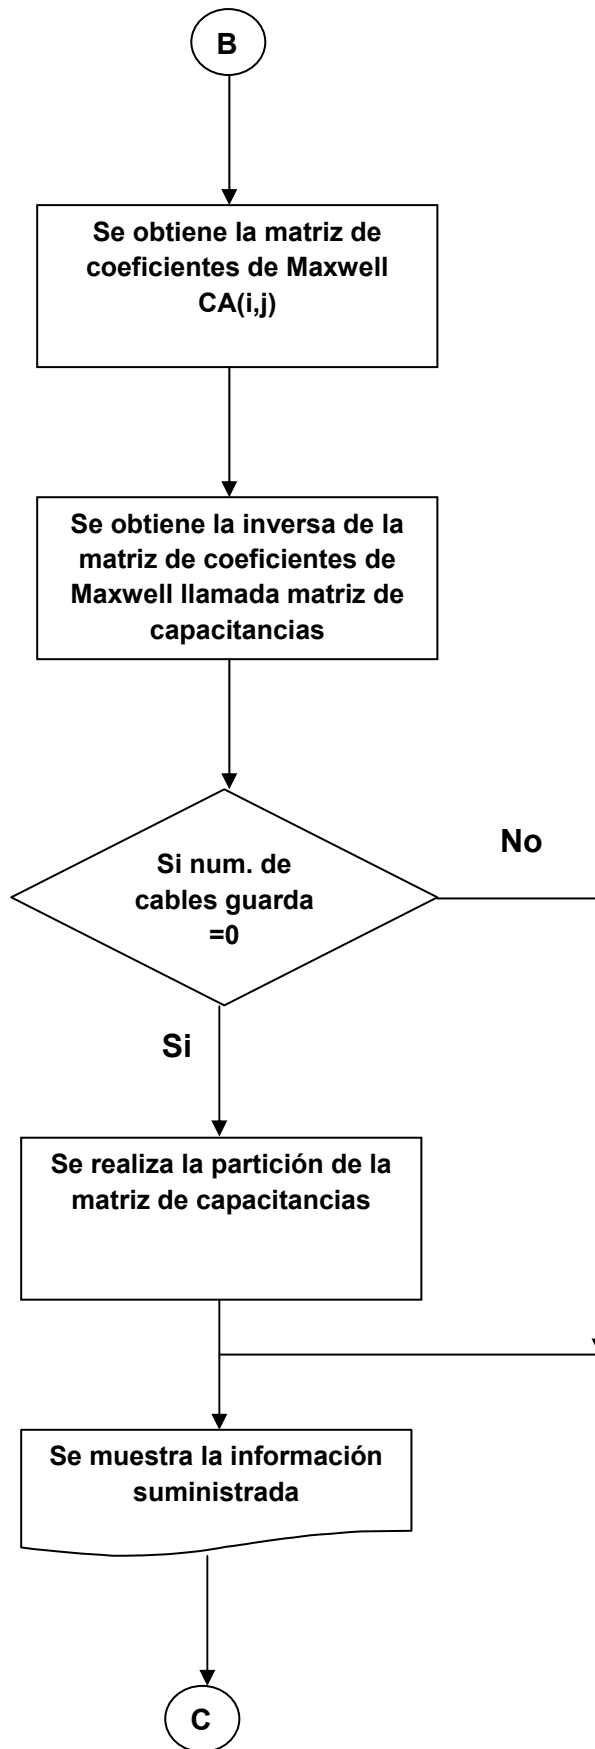 B
Se obtiene la matriz de
coeficientes de Maxwell
CA(i,j)
Se obtiene la inversa de la
matriz de coeficientes de
Maxwell llamada matriz de
capacitancias
Si num. de
cables guarda
=0
No
Si
Se realiza la partición de la
matriz de capacitancias
Se muestra la información
suministrada
C